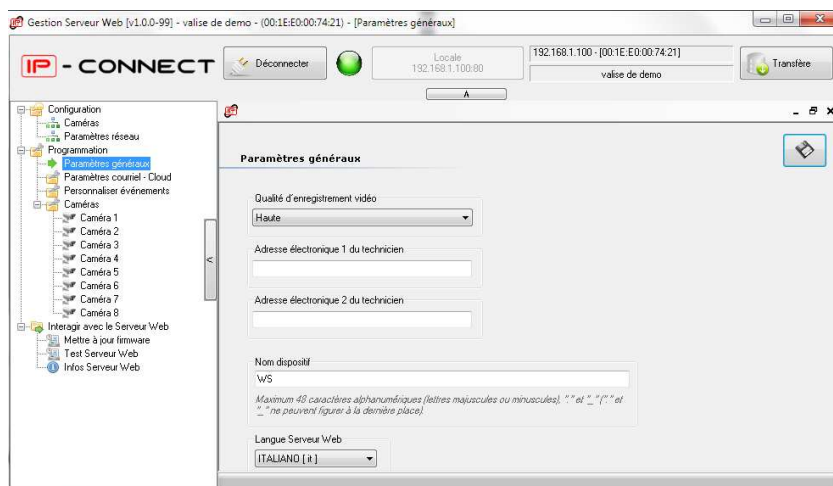 Gestion Serveur Web [v1.0.0-99] - valise de demo - (00:1E:E0:00:74:21) - [Paramètres généraux]
IP - CONNECT
Déconnecter
Locale
192.168.1.100:80
192.168.1.100 - [00:1E:E0:00:74:21]
valise de demo
Transfère
A
Configuration
Caméras
Paramètres réseau
Programmation
Paramètres généraux
Paramètres courriel - Cloud
Personnaliser événements
Caméras
Caméra 1
Caméra 2
Caméra 3
Caméra 4
Caméra 5
Caméra 6
Caméra 7
Caméra 8
Interagir avec le Serveur Web
Mettre à jour firmware
Test Serveur Web
Infos Serveur Web
<
Paramètres généraux
Qualité d'enregistrement vidéo
Haute
Adresse électronique 1 du technicien
Adresse électronique 2 du technicien
Nom dispositif
WS
Maximum 48 caractères alphanumériques (lettres majuscules ou minuscules), "." et "_" ("." et
"_" ne peuvent figurer à la dernière place).
Langue Serveur Web
ITALIANO [ it ]